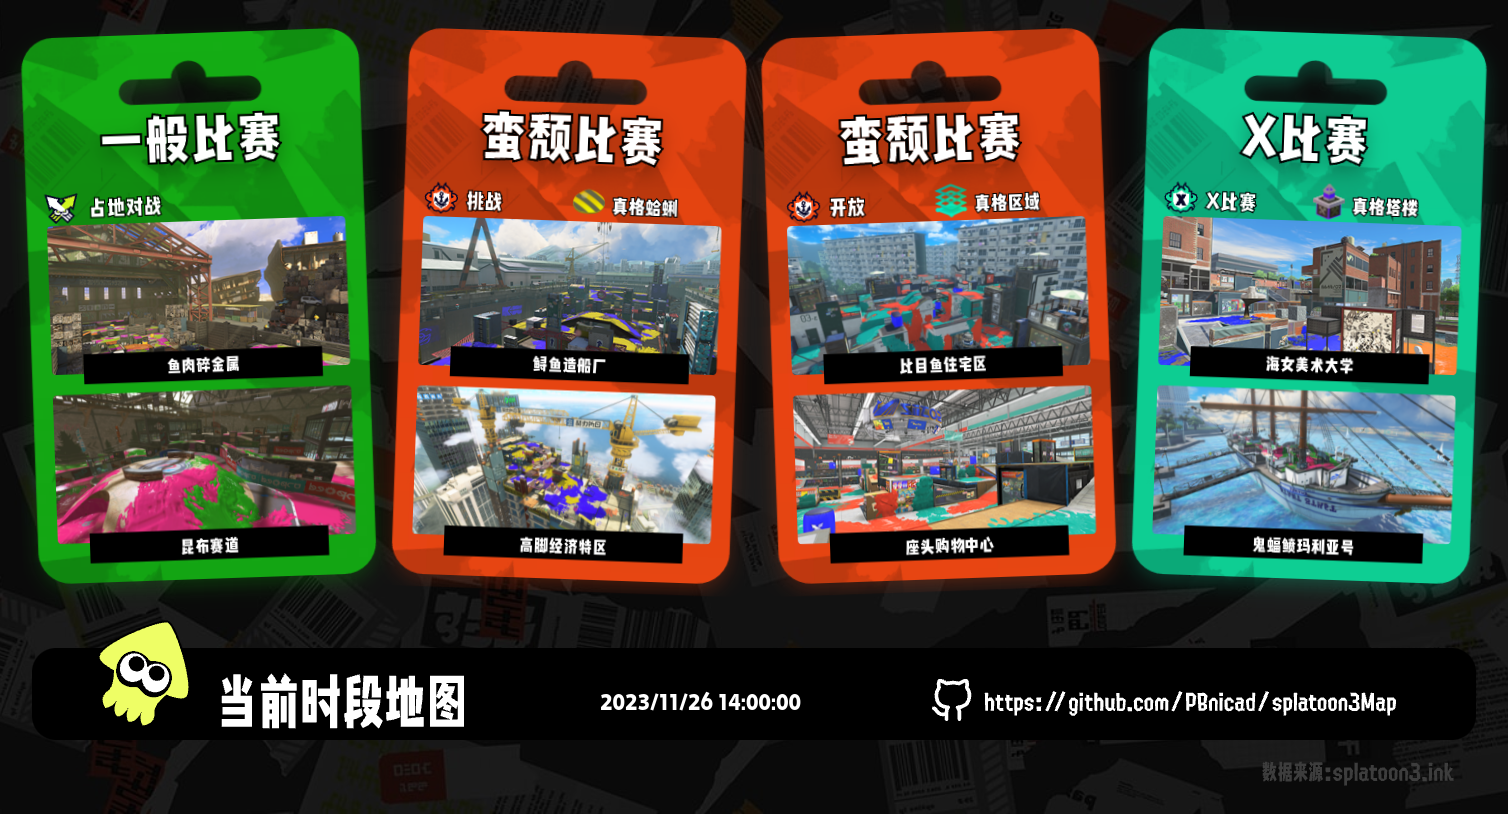 一般比赛
占地对战
鱼肉碎金属
昆布赛道
蛮颓比赛
挑战
真格蛤蜊
鲟鱼造船厂
高脚经济特区
蛮颓比赛
开放
真格区域
比目鱼住宅区
座头购物中心
X比赛
X比赛
真格塔楼
海女美术大学
鬼蝠鲼玛利亚号
当前时段地图
2023/11/26 14:00:00
https://github.com/PBnicad/splatoon3Map
数据来源:splatoon3.ink